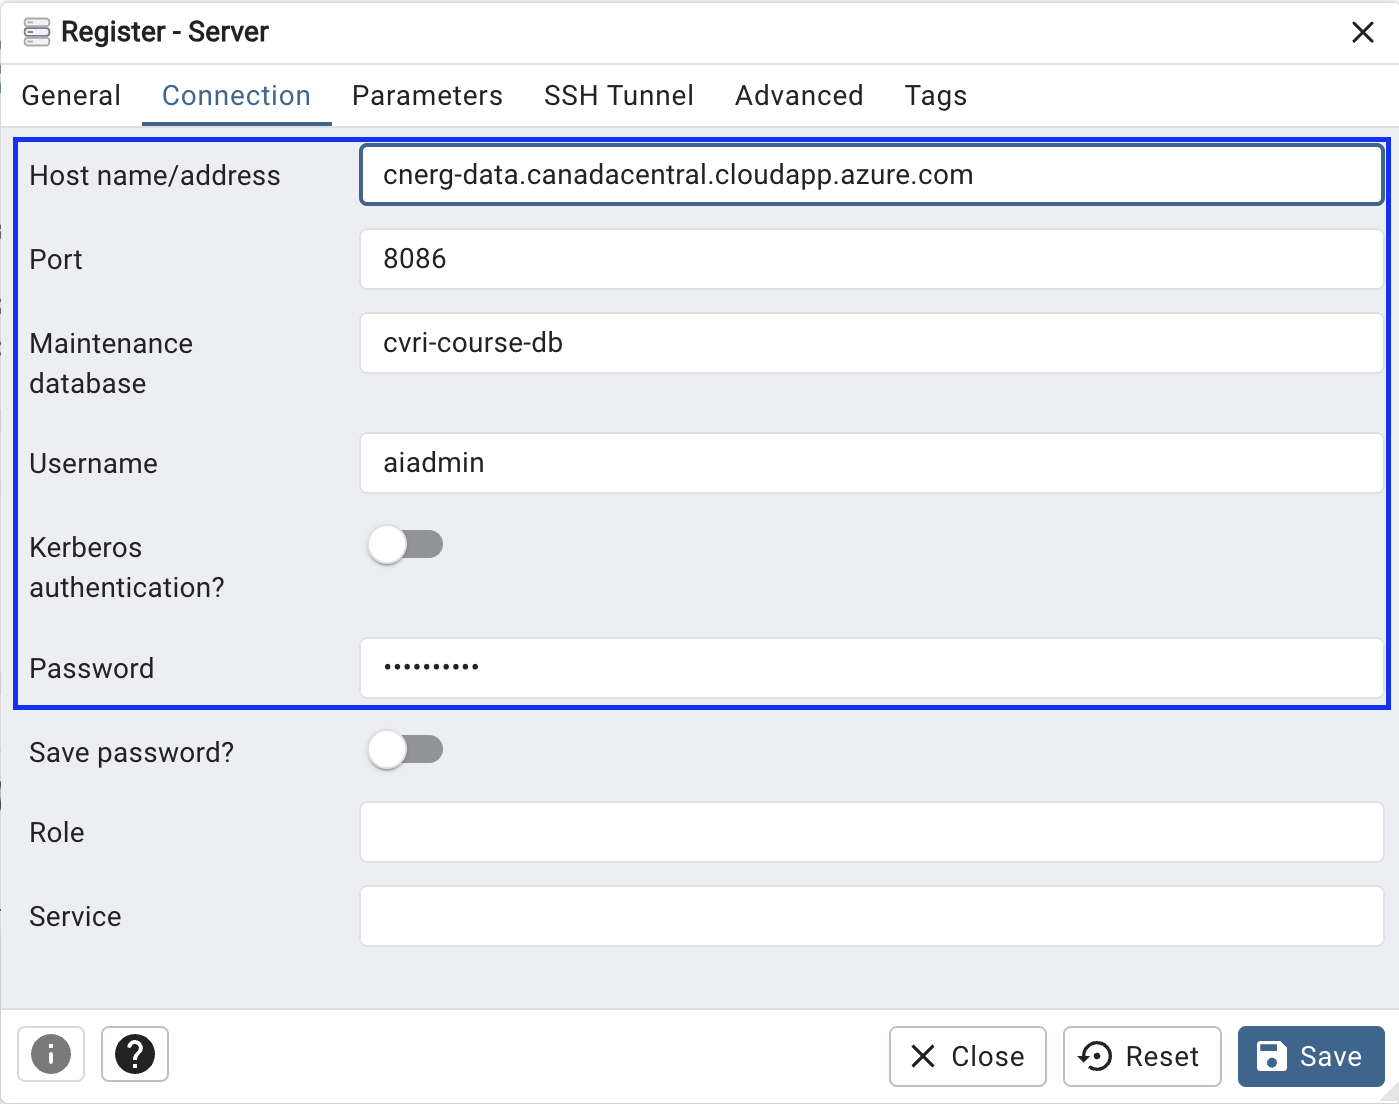 Register - Server
General Connection Parameters SSH Tunnel Advanced Tags
Host name/address cnerg-data.canadacentral.cloudapp.azure.com
Port 8086
Maintenance cvri-course-db
database
Username aiadmin
Kerberos
authentication?
Password ••••••••••
Save password?
Role
Service
Close Reset Save